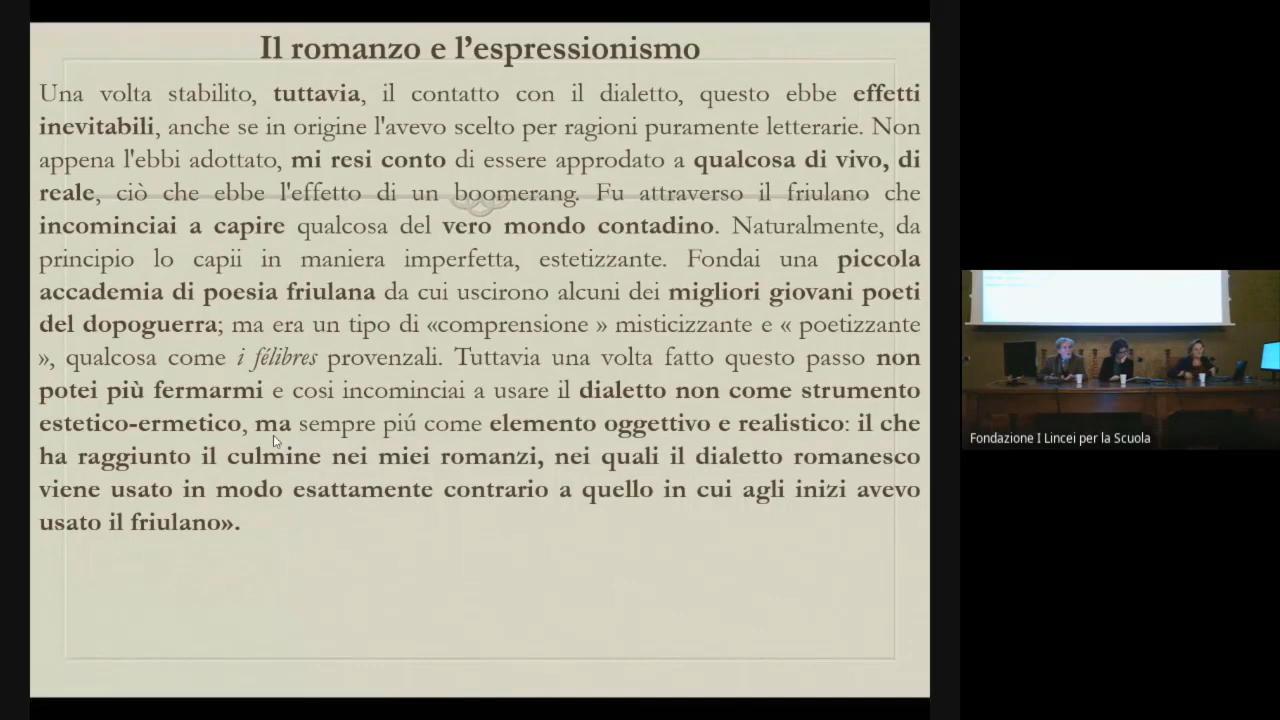 Il romanzo e l’espressionismo
Una volta stabilito, tuttavia, il contatto con il dialetto, questo ebbe effetti
inevitabili, anche se in origine l'avevo scelto per ragioni puramente letterarie. Non
appena l'ebbi adottato, mi resi conto di essere approdato a qualcosa di vivo, di
reale, ciò che ebbe l'effetto di un boomerang. Fu attraverso il friulano che
incominciai a capire qualcosa del vero mondo contadino. Naturalmente, da
principio lo capii in maniera imperfetta, estetizzante. Fondai una piccola
accademia di poesia friulana da cui uscirono alcuni dei migliori giovani poeti
del dopoguerra; ma era un tipo di «comprensione » misticizzante e « poetizzante
», qualcosa come i félibres provenzali. Tuttavia una volta fatto questo passo non
potei più fermarmi e cosi incominciai a usare il dialetto non come strumento
estetico-ermetico, ma sempre piú come elemento oggettivo e realistico: il che
ha raggiunto il culmine nei miei romanzi, nei quali il dialetto romanesco
viene usato in modo esattamente contrario a quello in cui agli inizi avevo
usato il friulano».
Fondazione I Lincei per la Scuola